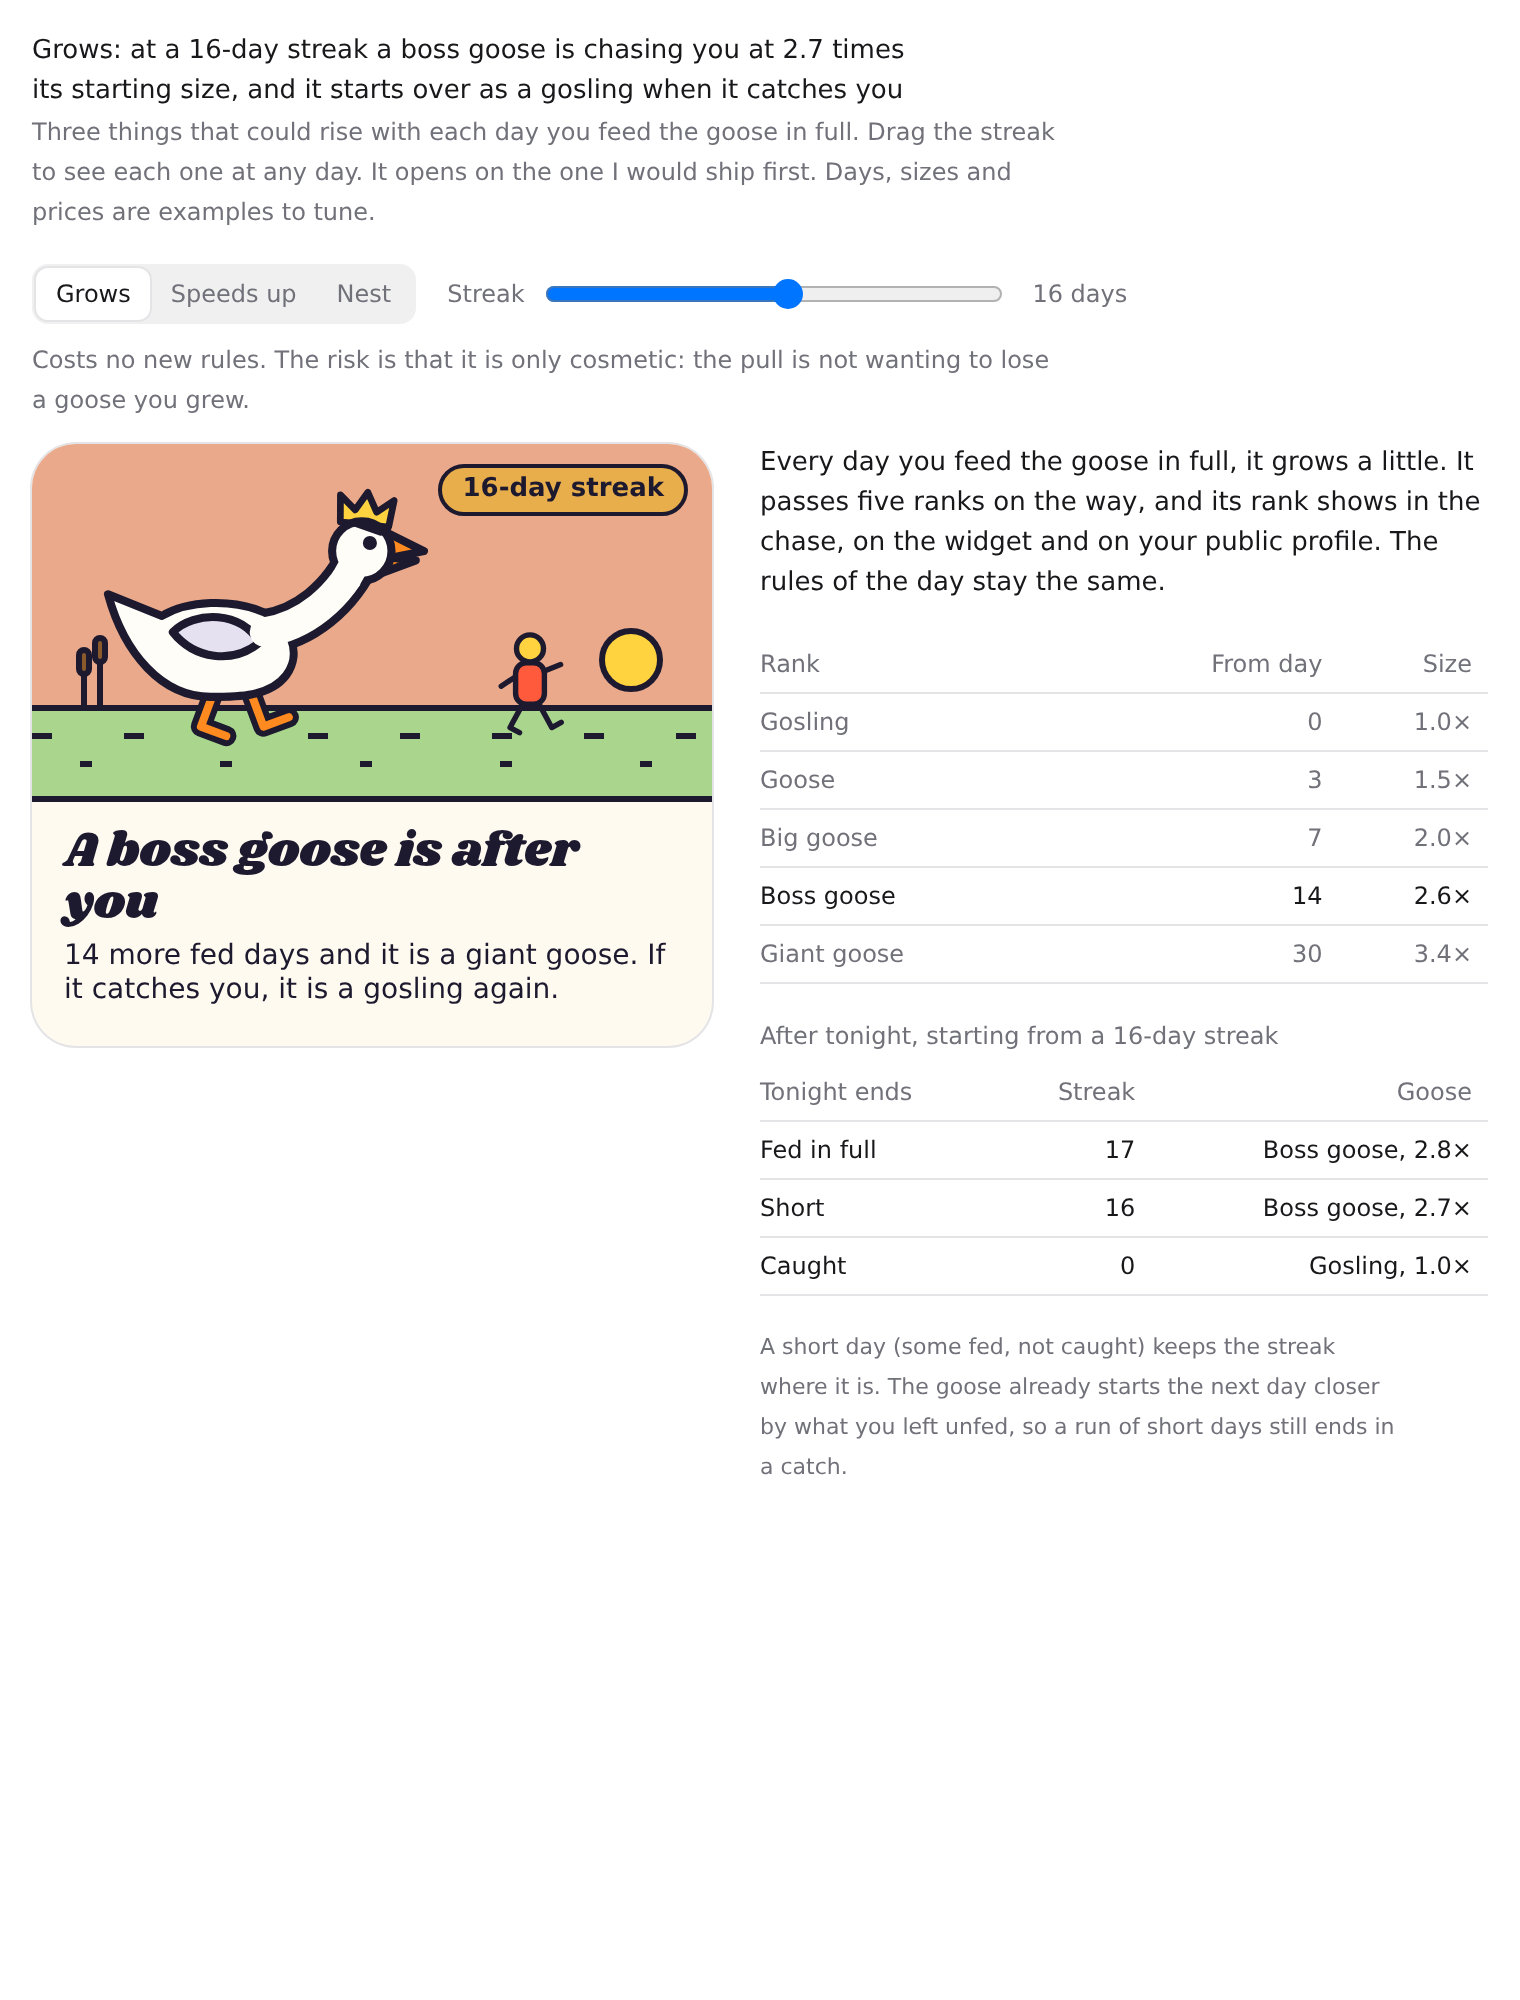 Grows: at a 16-day streak a boss goose is chasing you at 2.7 times
its starting size, and it starts over as a gosling when it catches you
Three things that could rise with each day you feed the goose in full. Drag the streak
to see each one at any day. It opens on the one I would ship first. Days, sizes and
prices are examples to tune.
Grows Speeds up Nest Streak 16 days
Costs no new rules. The risk is that it is only cosmetic: the pull is not wanting to lose
a goose you grew.
16-day streak
A boss goose is after
you
14 more fed days and it is a giant goose. If
it catches you, it is a gosling again.
Every day you feed the goose in full, it grows a little. It
passes five ranks on the way, and its rank shows in the
chase, on the widget and on your public profile. The
rules of the day stay the same.
Rank From day Size
Gosling 0 1.0×
Goose 3 1.5×
Big goose 7 2.0×
Boss goose 14 2.6×
Giant goose 30 3.4×
After tonight, starting from a 16-day streak
Tonight ends Streak Goose
Fed in full 17 Boss goose, 2.8×
Short 16 Boss goose, 2.7×
Caught 0 Gosling, 1.0×
A short day (some fed, not caught) keeps the streak
where it is. The goose already starts the next day closer
by what you left unfed, so a run of short days still ends in
a catch.